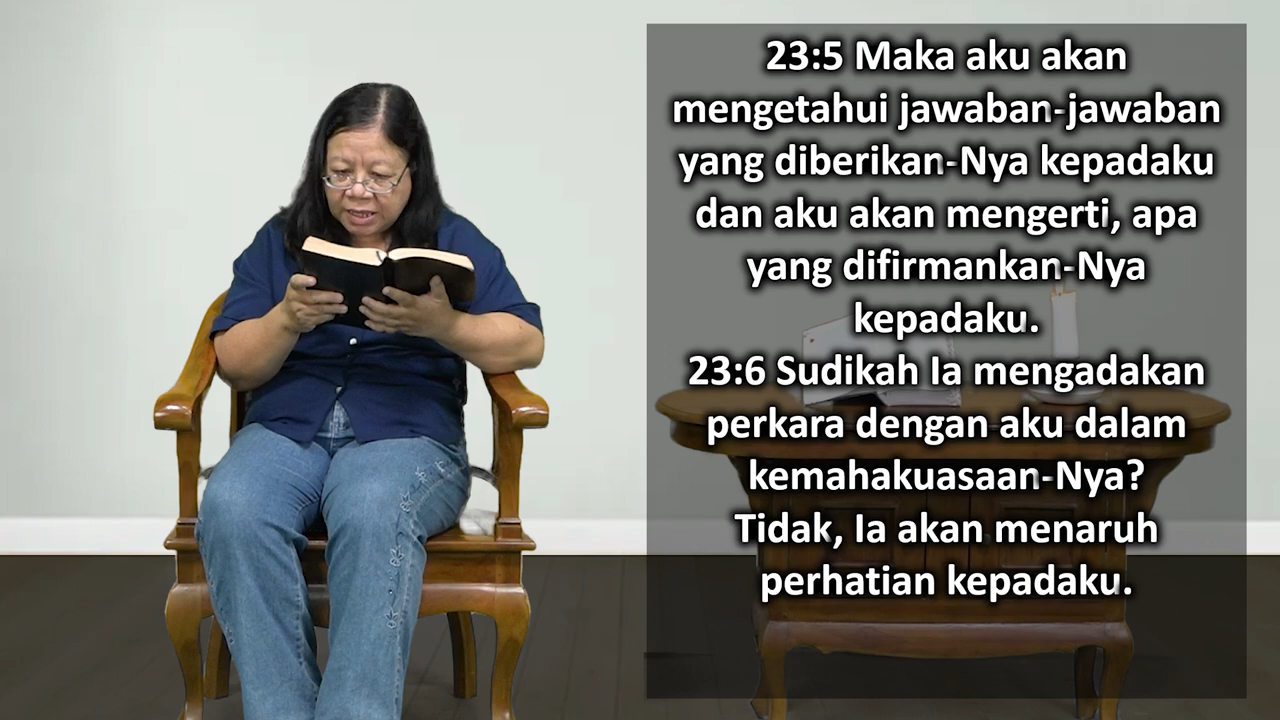 23:5 Maka aku akan
mengetahui jawaban-jawaban
yang diberikan-Nya kepadaku
dan aku akan mengerti, apa
yang difirmankan-Nya
kepadaku.
23:6 Sudikah Ia mengadakan
perkara dengan aku dalam
kemahakuasaan-Nya?
Tidak, Ia akan menaruh
perhatian kepadaku.